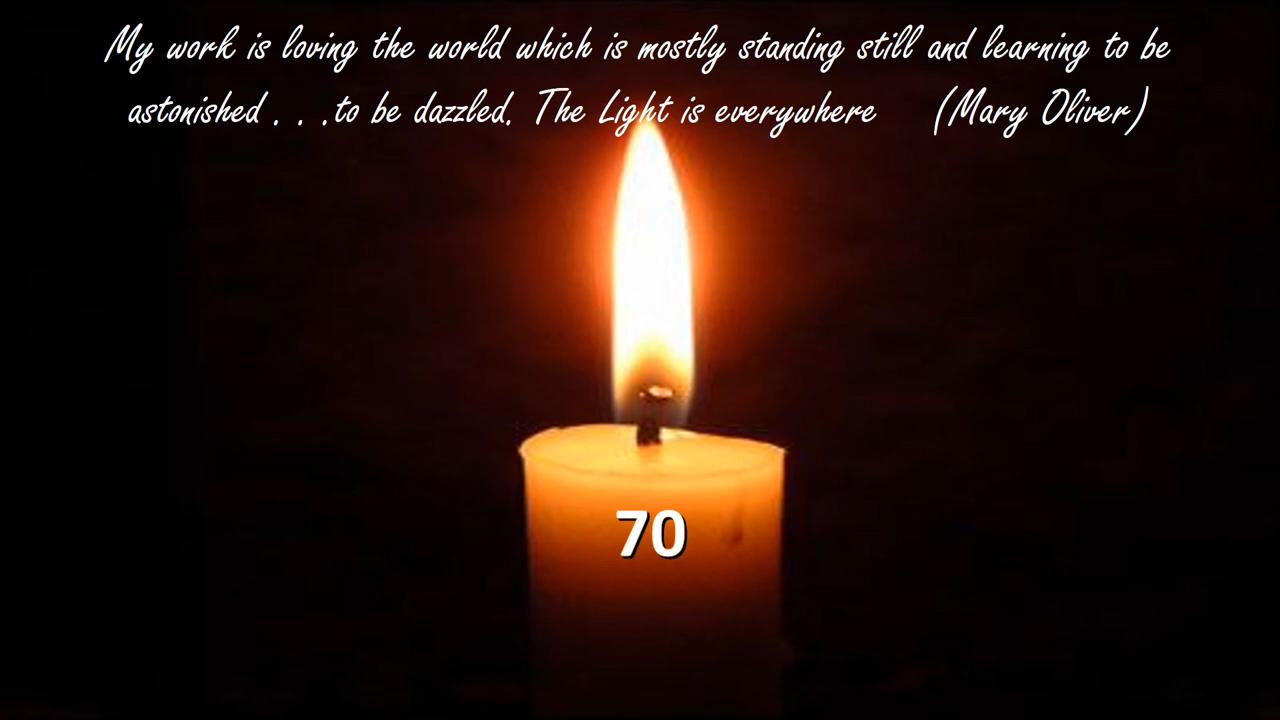 My work is loving the world which is mostly standing still and learning to be
astonished . . .to be dazzled. The Light is everywhere (Mary Oliver)
70